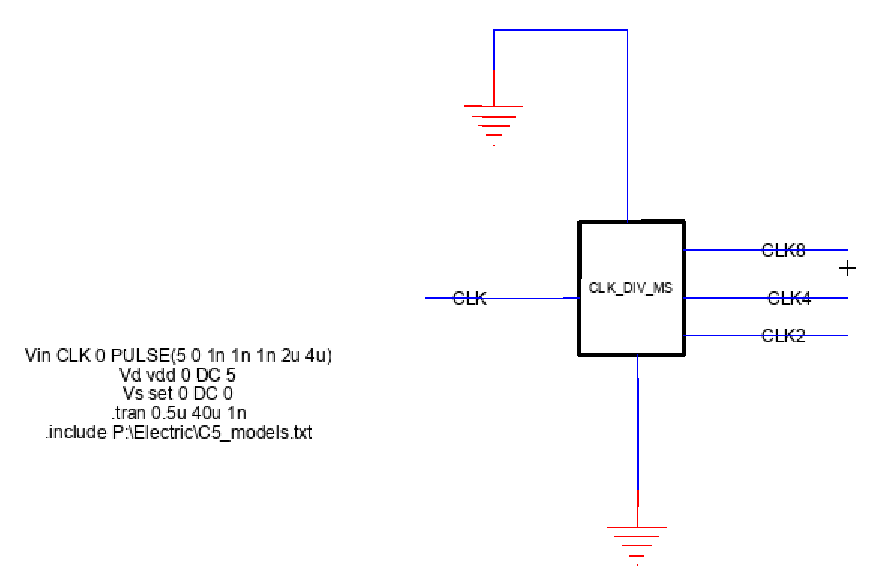 CLK8
CLK_DIV_MS
CLK
CLK4
CLK2
Vin CLK 0 PULSE(5 0 1n 1n 1n 2u 4u)
Vd vdd 0 DC 5
Vs set 0 DC 0
.tran 0.5u 40u 1n
.include P:\Electric\C5_models.txt